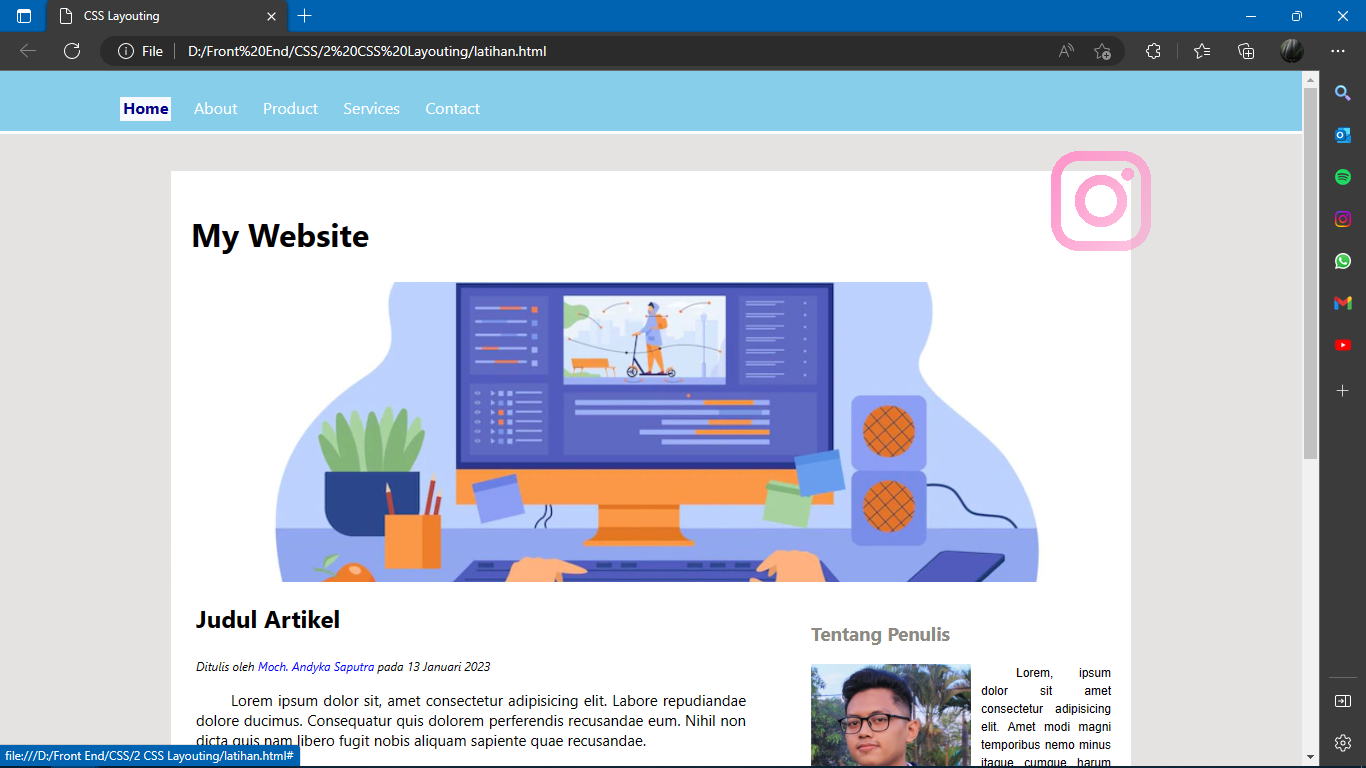 CSS Layouting
File
D:/Front%20End/CSS/2%20CSS%20Layouting/latihan.html
Home About Product Services Contact
My Website
Judul Artikel
Ditulis oleh Moch. Andyka Saputra pada 13 Januari 2023
Lorem ipsum dolor sit, amet consectetur adipisicing elit. Labore repudiandae
dolore ducimus. Consequatur quis dolorem perferendis recusandae eum. Nihil non
dicta quis nam libero fugit nobis aliquam sapiente quae recusandae.
Tentang Penulis
Lorem, ipsum
dolor sit amet
consectetur adipisicing
elit. Amet modi magni
temporibus nemo minus
itaque cumque harum
file:///D:/Front End/CSS/2 CSS Layouting/latihan.html#